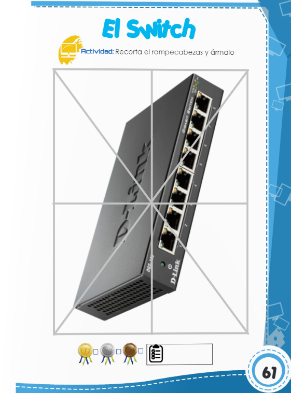 El Switch
Actividad: Recorta el rompecabezas y ármalo
D-Link
D-Link
61